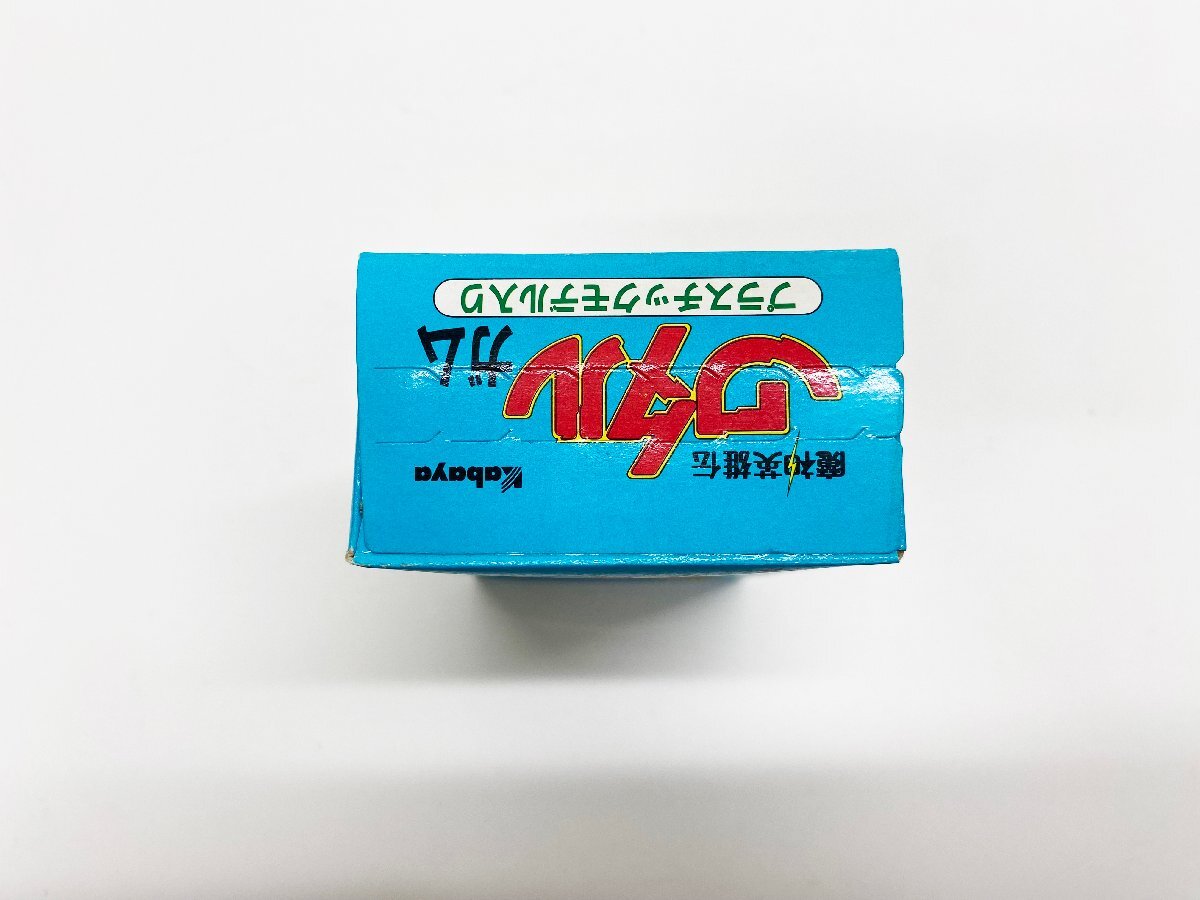 Kabaya
魔神英雄伝
ワタル
ガム
プラスチックモデル入り